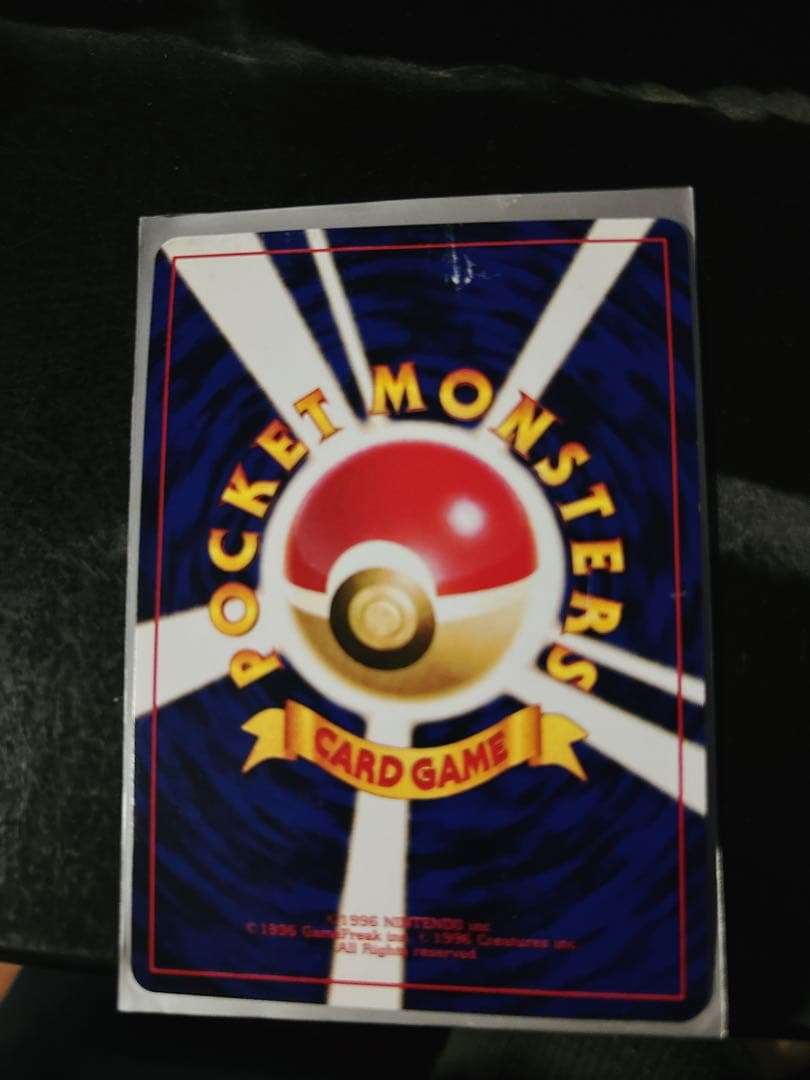 POCKET MONSTERS
CARD GAME
©1996 NINTENDO inc
©1996 GameFreak inc ©1996 Creatures inc
All Rights reserved